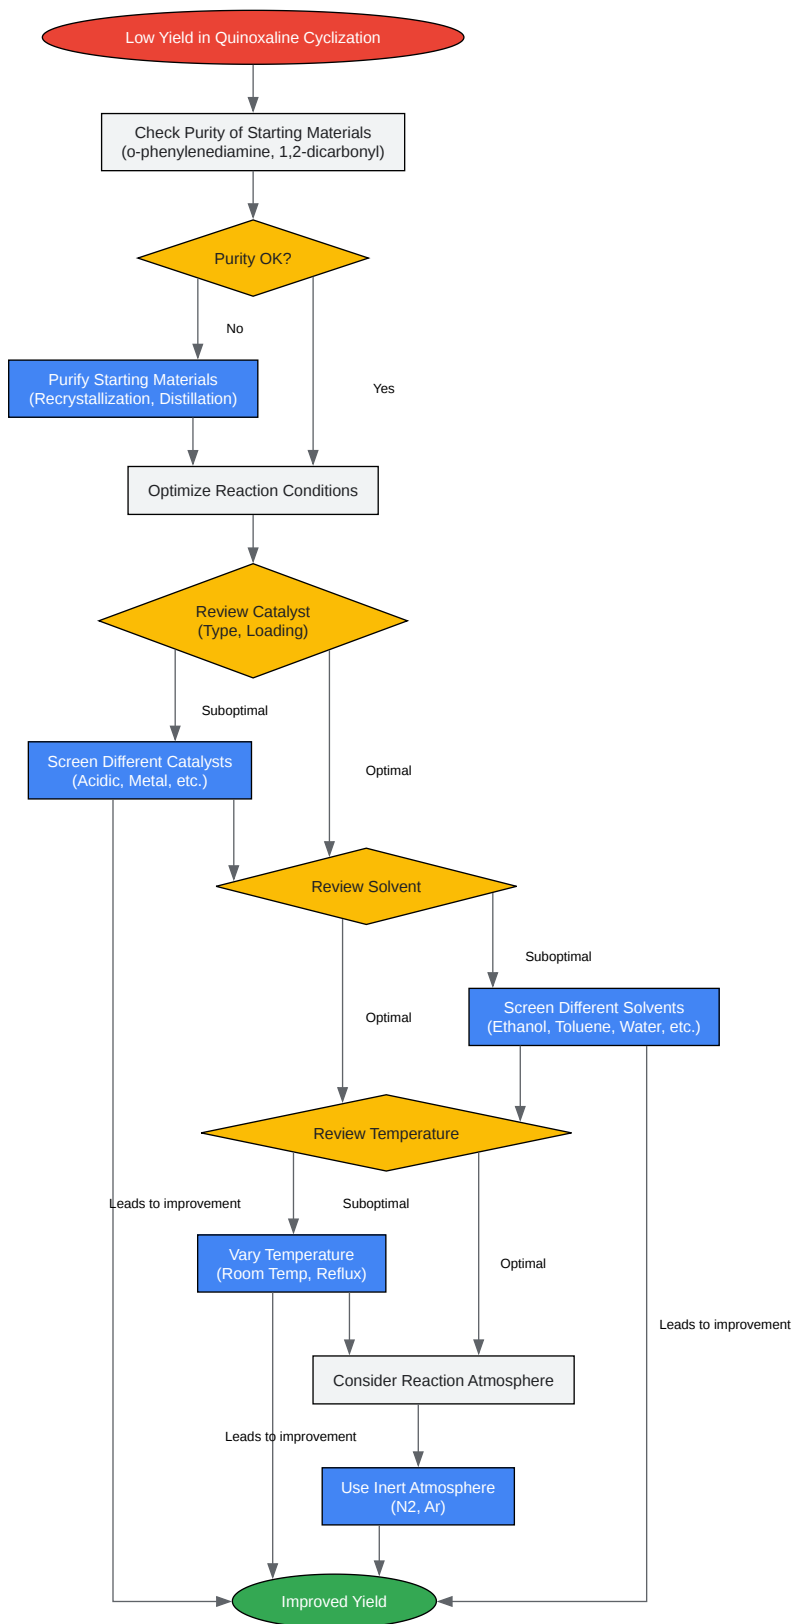 Low Yield in Quinoxaline Cyclization
Check Purity of Starting Materials
(o-phenylenediamine, 1,2-dicarbonyl)
Purity OK?
No
Purify Starting Materials
(Recrystallization, Distillation)
Yes
Optimize Reaction Conditions
Review Catalyst
(Type, Loading)
Suboptimal
Screen Different Catalysts
(Acidic, Metal, etc.)
Optimal
Review Solvent
Suboptimal
Optimal
Screen Different Solvents
(Ethanol, Toluene, Water, etc.)
Review Temperature
Leads to improvement
Suboptimal
Vary Temperature
(Room Temp, Reflux)
Optimal
Leads to improvement
Consider Reaction Atmosphere
Leads to improvement
Use Inert Atmosphere
(N2, Ar)
Improved Yield